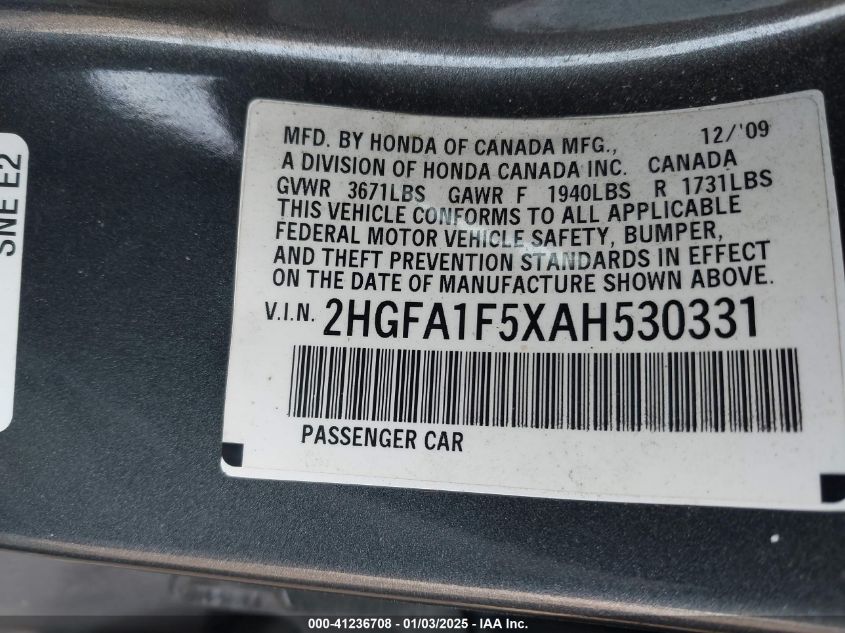 SNE E2
MFD. BY HONDA OF CANADA MFG., 12/'09
A DIVISION OF HONDA CANADA INC. CANADA
GVWR 3671LBS GAWR F 1940LBS R 1731LBS
THIS VEHICLE CONFORMS TO ALL APPLICABLE
FEDERAL MOTOR VEHICLE SAFETY, BUMPER,
AND THEFT PREVENTION STANDARDS IN EFFECT
ON THE DATE OF MANUFACTURE SHOWN ABOVE.
V.I.N. 2HGFA1F5XAH530331
PASSENGER CAR
000-41236708 - 01/03/2025 - IAA Inc.